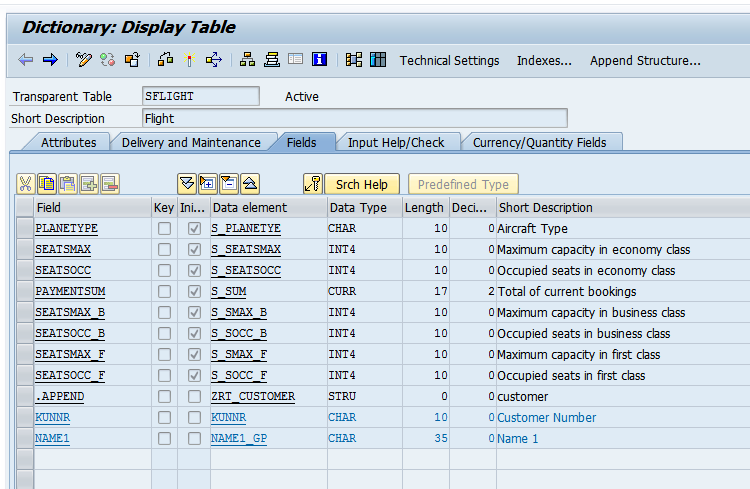 Dictionary: Display Table
Technical Settings Indexes... Append Structure...
Transparent Table SFLIGHT Active
Short Description Flight
Attributes Delivery and Maintenance Fields Input Help/Check Currency/Quantity Fields
Srch Help Predefined Type
Field Key Ini... Data element Data Type Length Deci... Short Description
PLANETYPE S_PLANETYE CHAR 10 0 Aircraft Type
SEATSMAX S_SEATSMAX INT4 10 0 Maximum capacity in economy class
SEATSOCC S_SEATSOCC INT4 10 0 Occupied seats in economy class
PAYMENTSUM S_SUM CURR 17 2 Total of current bookings
SEATSMAX_B S_SMAX_B INT4 10 0 Maximum capacity in business class
SEATSOCC_B S_SOCC_B INT4 10 0 Occupied seats in business class
SEATSMAX_F S_SMAX_F INT4 10 0 Maximum capacity in first class
SEATSOCC_F S_SOCC_F INT4 10 0 Occupied seats in first class
.APPEND ZRT_CUSTOMER STRU 0 0 customer
KUNNR KUNNR CHAR 10 0 Customer Number
NAME1 NAME1_GP CHAR 35 0 Name 1